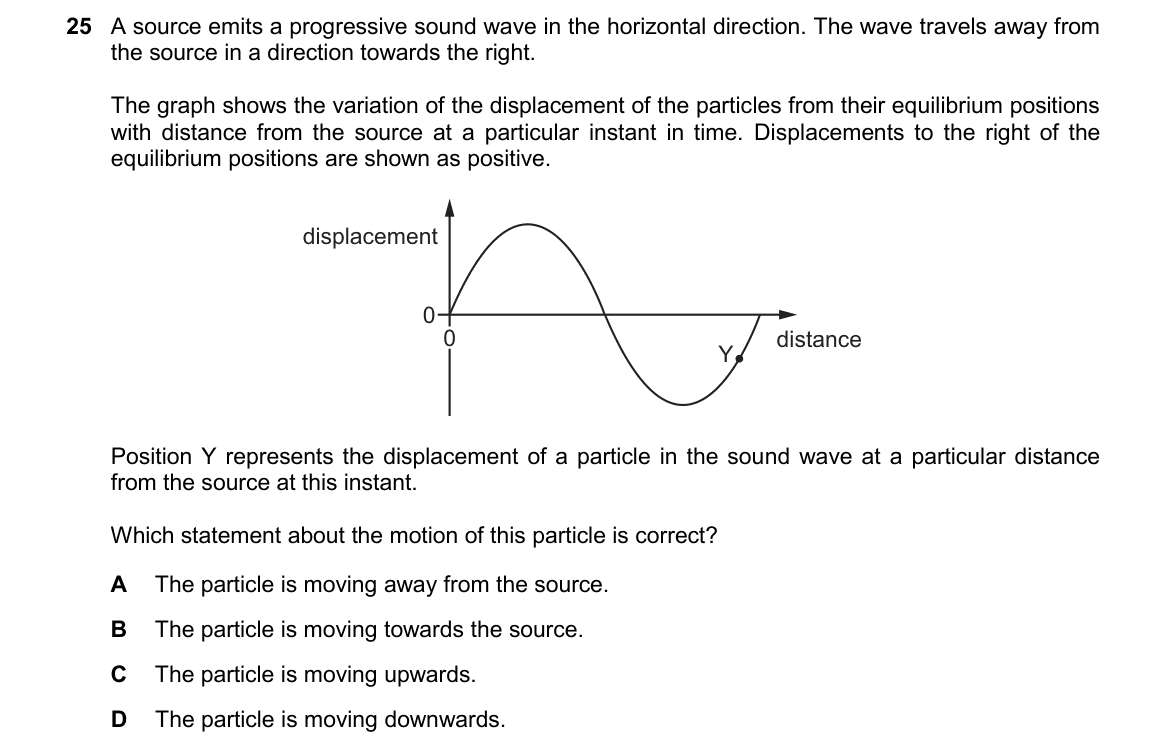 25 A source emits a progressive sound wave in the horizontal direction. The wave travels away from
the source in a direction towards the right.
The graph shows the variation of the displacement of the particles from their equilibrium positions
with distance from the source at a particular instant in time. Displacements to the right of the
equilibrium positions are shown as positive.
displacement
0
0
Y
distance
Position Y represents the displacement of a particle in the sound wave at a particular distance
from the source at this instant.
Which statement about the motion of this particle is correct?
A The particle is moving away from the source.
B The particle is moving towards the source.
C The particle is moving upwards.
D The particle is moving downwards.